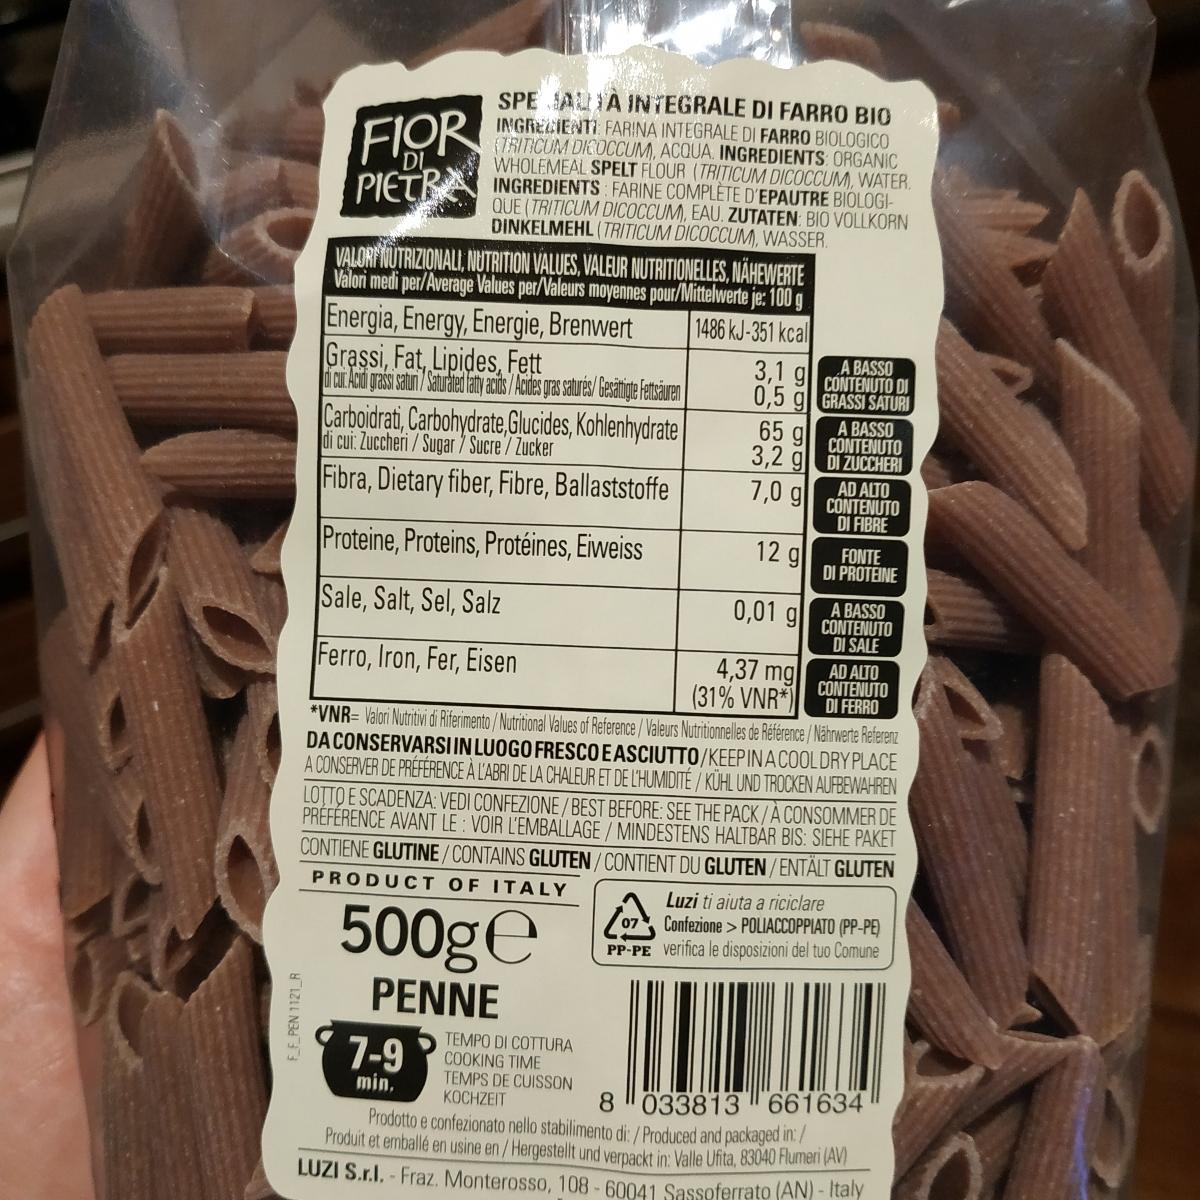 FIOR
DI
PIETRA
SPECIALITÀ INTEGRALE DI FARRO BIO
INGREDIENTI: FARINA INTEGRALE DI FARRO BIOLOGICO
(TRITICUM DICOCCUM), ACQUA. INGREDIENTS: ORGANIC
WHOLEMEAL SPELT FLOUR (TRITICUM DICOCCUM), WATER.
INGREDIENTS : FARINE COMPLÈTE D'EPAUTRE BIOLOGI-
QUE (TRITICUM DICOCCUM), EAU. ZUTATEN: BIO VOLLKORN
DINKELMEHL (TRITICUM DICOCCUM), WASSER.
VALORI NUTRIZIONALI, NUTRITION VALUES, VALEUR NUTRITIONELLES, NÄHEWERTE
Valori medi per/Average Values per/Valeurs moyennes pour/Mittelwerte je: 100 g
Energia, Energy, Energie, Brenwert 1486 kJ-351 kcal
Grassi, Fat, Lipides, Fett 3,1 g
di cui: Acidi grassi saturi / Saturated fatty acids / Acides gras saturés/ Gesättigte Fettsäuren 0,5 g
A BASSO
CONTENUTO DI
GRASSI SATURI
Carboidrati, Carbohydrate, Glucides, Kohlenhydrate 65 g
di cui: Zuccheri / Sugar / Sucre / Zucker 3,2 g
A BASSO
CONTENUTO
DI ZUCCHERI
Fibra, Dietary fiber, Fibre, Ballaststoffe 7,0 g
AD ALTO
CONTENUTO
DI FIBRE
Proteine, Proteins, Protéines, Eiweiss 12 g
FONTE
DI PROTEINE
Sale, Salt, Sel, Salz 0,01 g
A BASSO
CONTENUTO
DI SALE
Ferro, Iron, Fer, Eisen 4,37 mg
(31% VNR*)
AD ALTO
CONTENUTO
DI FERRO
*VNR= Valori Nutritivi di Riferimento / Nutritional Values of Reference / Valeurs Nutritionnelles de Référence / Nährwerte Referenz
DA CONSERVARSI IN LUOGO FRESCO E ASCIUTTO / KEEP IN A COOL DRY PLACE
A CONSERVER DE PRÉFÉRENCE À L'ABRI DE LA CHALEUR ET DE L'HUMIDITÉ / KÜHL UND TROCKEN AUFBEWAHREN
LOTTO E SCADENZA: VEDI CONFEZIONE / BEST BEFORE: SEE THE PACK / À CONSOMMER DE
PRÉFÉRENCE AVANT LE : VOIR L'EMBALLAGE / MINDESTENS HALTBAR BIS: SIEHE PAKET
CONTIENE GLUTINE / CONTAINS GLUTEN / CONTIENT DU GLUTEN / ENTÄLT GLUTEN
PRODUCT OF ITALY
500g e
PENNE
07
PP-PE
Luzi ti aiuta a riciclare
Confezione > POLIACCOPPIATO (PP-PE)
verifica le disposizioni del tuo Comune
F_F_PEN 1121_R
7-9
min.
TEMPO DI COTTURA
COOKING TIME
TEMPS DE CUISSON
KOCHZEIT
8 033813 661634
Prodotto e confezionato nello stabilimento di: / Produced and packaged in: /
Produit et emballé en usine en / Hergestellt und verpackt in: Valle Ufita, 83040 Flumeri (AV)
LUZI S.r.l. - Fraz. Monterosso, 108 - 60041 Sassoferrato (AN) - Italy